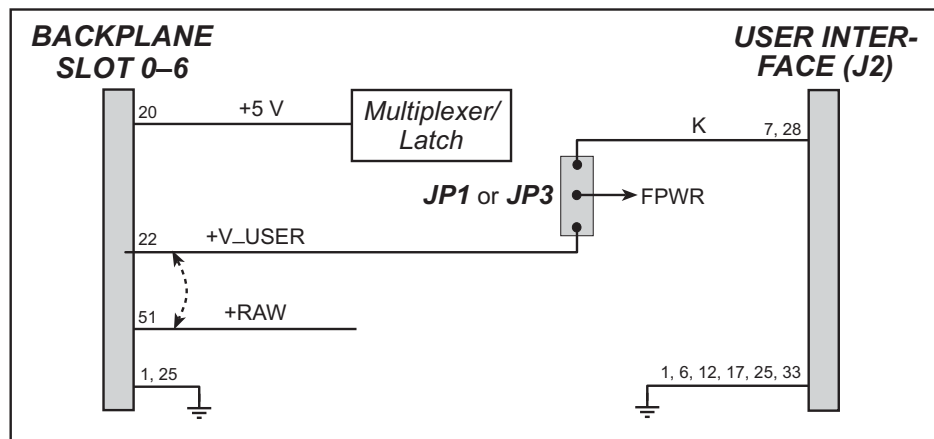 BACKPLANE
SLOT 0–6
USER INTER-
FACE (J2)
20
+5 V
Multiplexer/
Latch
K
7, 28
JP1 or JP3
FPWR
22
+V_USER
51
+RAW
1, 25
1, 6, 12, 17, 25, 33